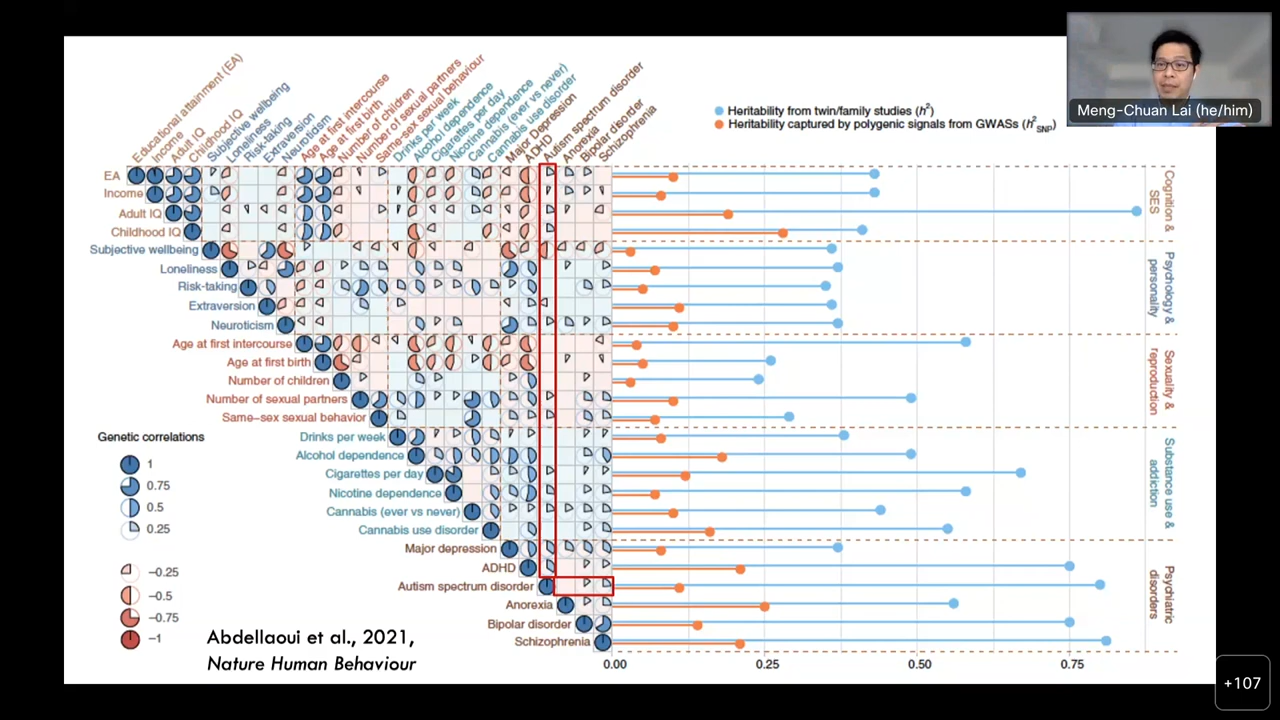 Meng-Chuan Lai (he/him)
Educational attainment (EA)
Income
Adult IQ
Childhood IQ
Subjective wellbeing
Loneliness
Risk-taking
Extraversion
Neuroticism
Age at first intercourse
Age at first birth
Number of children
Number of sexual partners
Same-sex sexual behaviour
Drinks per week
Alcohol dependence
Cigarettes per day
Nicotine dependence
Cannabis (ever vs never)
Cannabis use disorder
Major Depression
ADHD
Autism spectrum disorder
Anorexia
Bipolar disorder
Schizophrenia
Heritability from twin/family studies (h²)
Heritability captured by polygenic signals from GWASs (h²SNP)
EA
Income
Adult IQ
Childhood IQ
Subjective wellbeing
Loneliness
Risk-taking
Extraversion
Neuroticism
Age at first intercourse
Age at first birth
Number of children
Number of sexual partners
Same–sex sexual behavior
Drinks per week
Alcohol dependence
Cigarettes per day
Nicotine dependence
Cannabis (ever vs never)
Cannabis use disorder
Major depression
ADHD
Autism spectrum disorder
Anorexia
Bipolar disorder
Schizophrenia
Cognition &
SES
Psychology &
personality
Sexuality &
reproduction
Substance use &
addiction
Psychiatric
disorders
Genetic correlations
1
0.75
0.5
0.25
−0.25
−0.5
−0.75
−1
Abdellaoui et al., 2021,
Nature Human Behaviour
0.00
0.25
0.50
0.75
+107